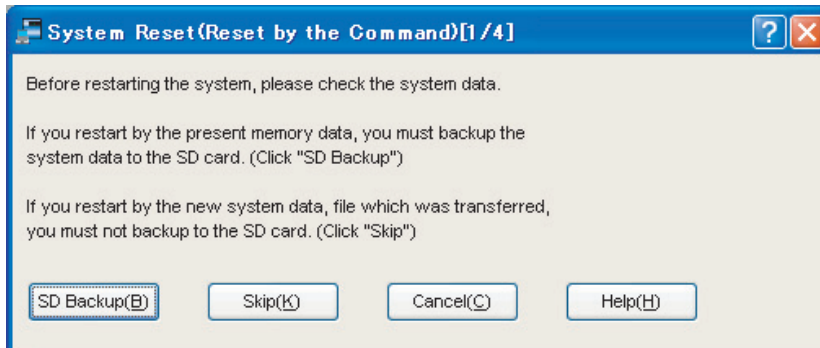 System Reset(Reset by the Command)[1/4]
Before restarting the system, please check the system data.
If you restart by the present memory data, you must backup the
system data to the SD card. (Click "SD Backup")
If you restart by the new system data, file which was transferred,
you must not backup to the SD card. (Click "Skip")
SD Backup(B) Skip(K) Cancel(C) Help(H)